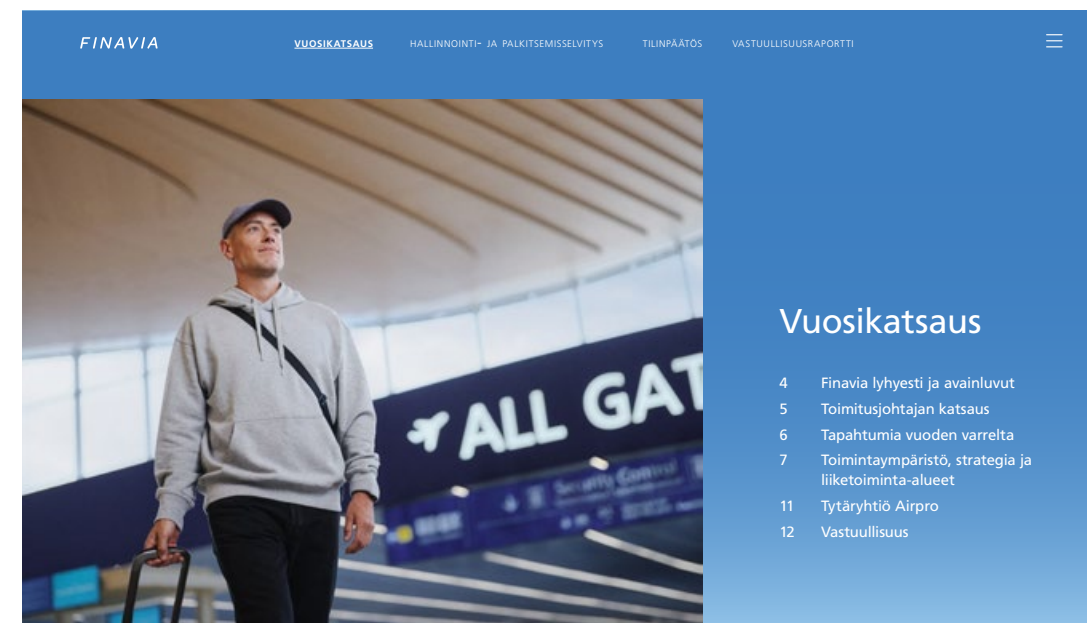 FINAVIA
VUOSIKATSAUS
HALLINNOINTI- JA PALKITSEMISSELVITYS
TILINPÄÄTÖS
VASTUULLISUUSRAPORTTI
ALL GAT
Security Control
Vuosikatsaus
4 Finavia lyhyesti ja avainluvut
5 Toimitusjohtajan katsaus
6 Tapahtumia vuoden varrelta
7 Toimintaympäristö, strategia ja
liiketoiminta-alueet
11 Tytäryhtiö Airpro
12 Vastuullisuus